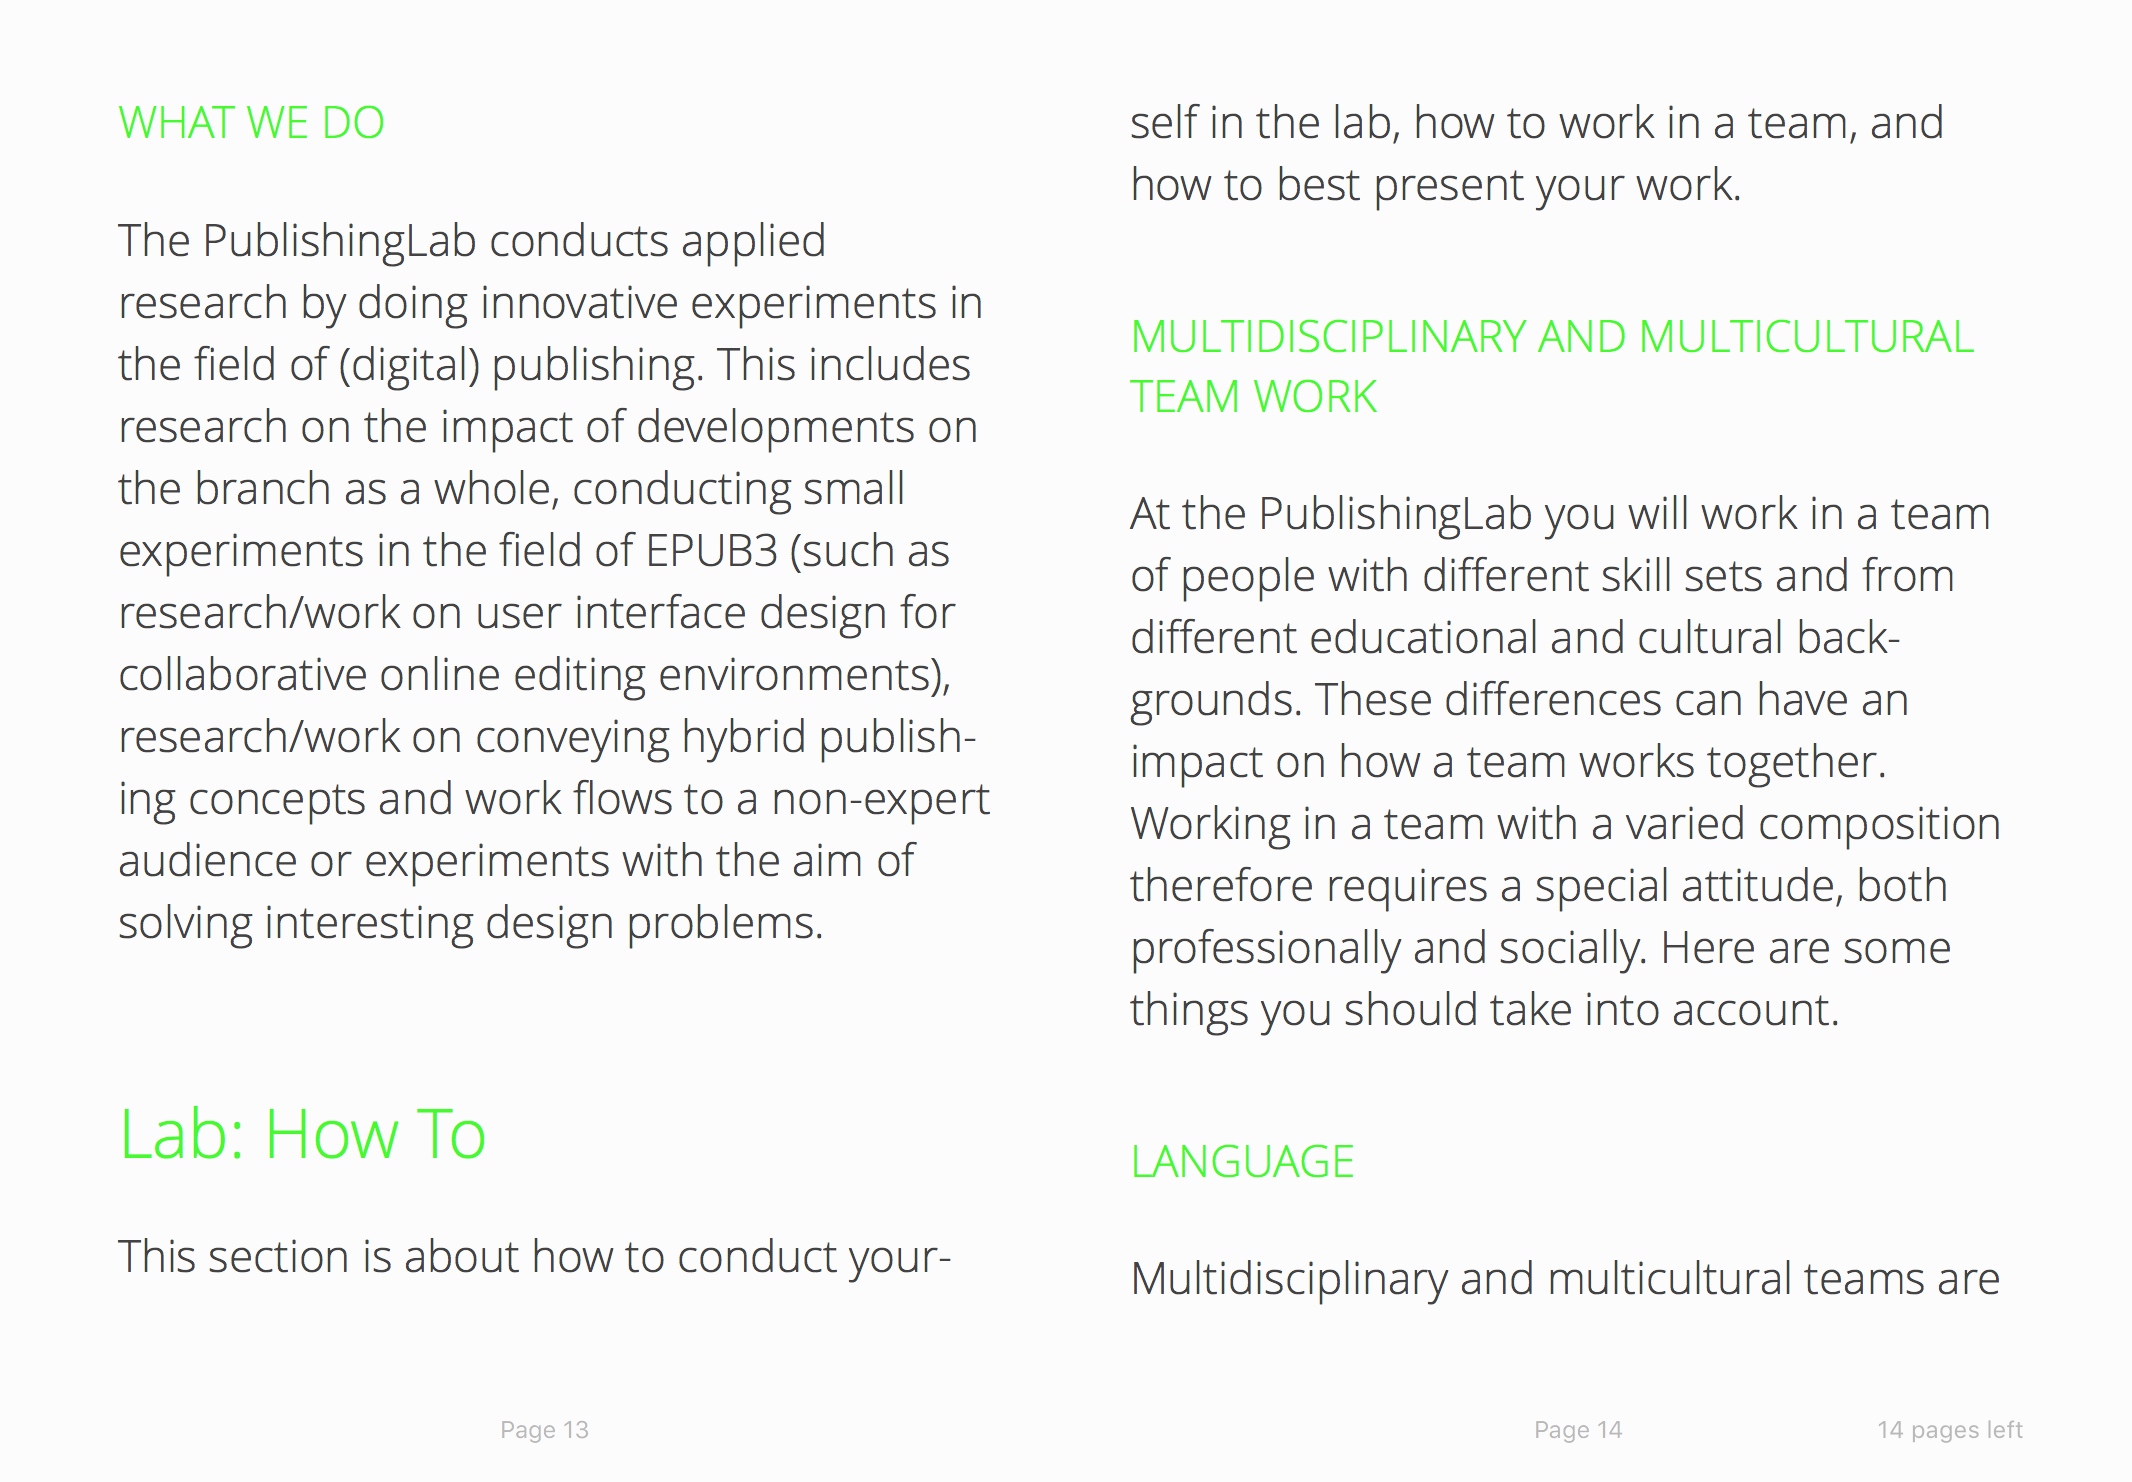 WHAT WE DO
The PublishingLab conducts applied
research by doing innovative experiments in
the field of (digital) publishing. This includes
research on the impact of developments on
the branch as a whole, conducting small
experiments in the field of EPUB3 (such as
research/work on user interface design for
collaborative online editing environments),
research/work on conveying hybrid publish-
ing concepts and work flows to a non-expert
audience or experiments with the aim of
solving interesting design problems.
Lab: How To
This section is about how to conduct your-
Page 13
self in the lab, how to work in a team, and
how to best present your work.
MULTIDISCIPLINARY AND MULTICULTURAL
TEAM WORK
At the PublishingLab you will work in a team
of people with different skill sets and from
different educational and cultural back-
grounds. These differences can have an
impact on how a team works together.
Working in a team with a varied composition
therefore requires a special attitude, both
professionally and socially. Here are some
things you should take into account.
LANGUAGE
Multidisciplinary and multicultural teams are
Page 14
14 pages left